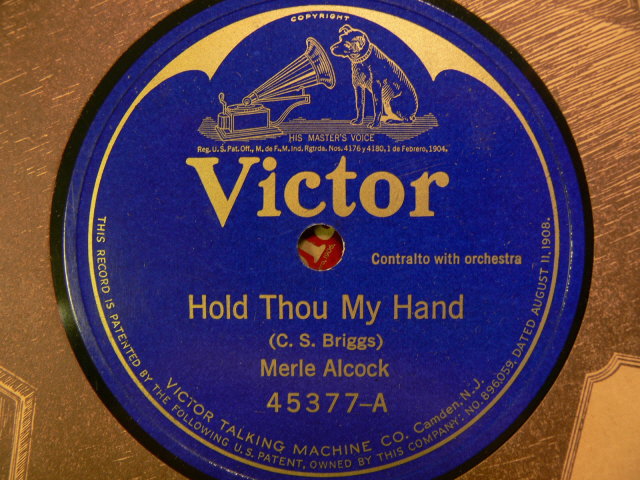 COPYRIGHT
HIS MASTER'S VOICE
Reg. U.S. Pat. Off., M. de F., M. Ind. Rgtrda. Nos. 4176 y 4180, 1 de Febrero, 1904.
Victor
Contralto with orchestra
Hold Thou My Hand
(C. S. Briggs)
Merle Alcock
45377-A
VICTOR TALKING MACHINE CO. Camden, N.J.
THIS RECORD IS PATENTED BY THE FOLLOWING U.S. PATENT, OWNED BY THIS COMPANY: NO. 896,059, DATED AUGUST 11, 1908.